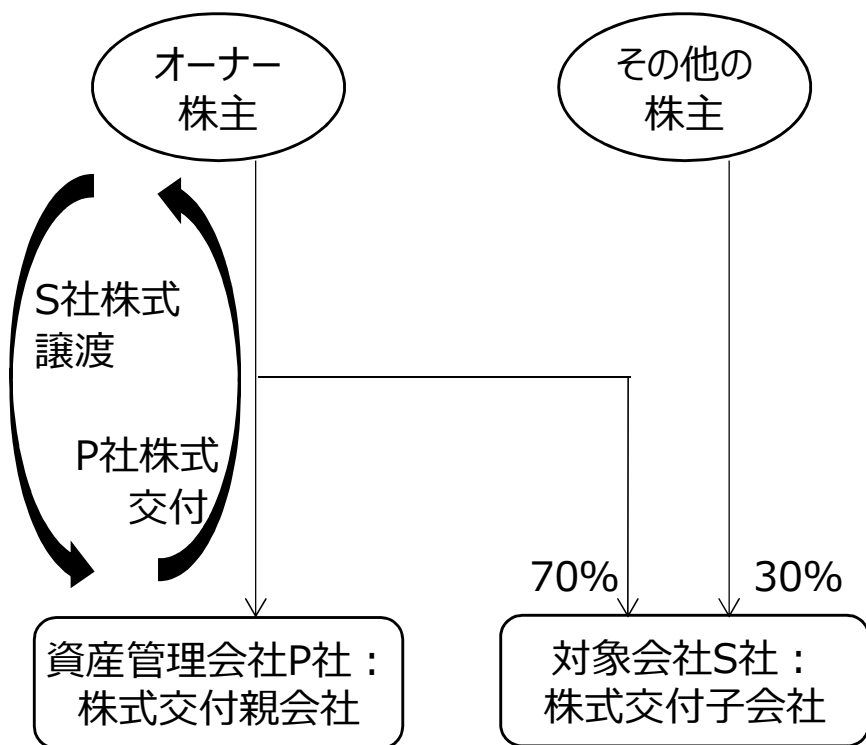 オーナー
株主
その他の
株主
S社株式
譲渡
P社株式
交付
70%
30%
資産管理会社P社：
株式交付親会社
対象会社S社：
株式交付子会社